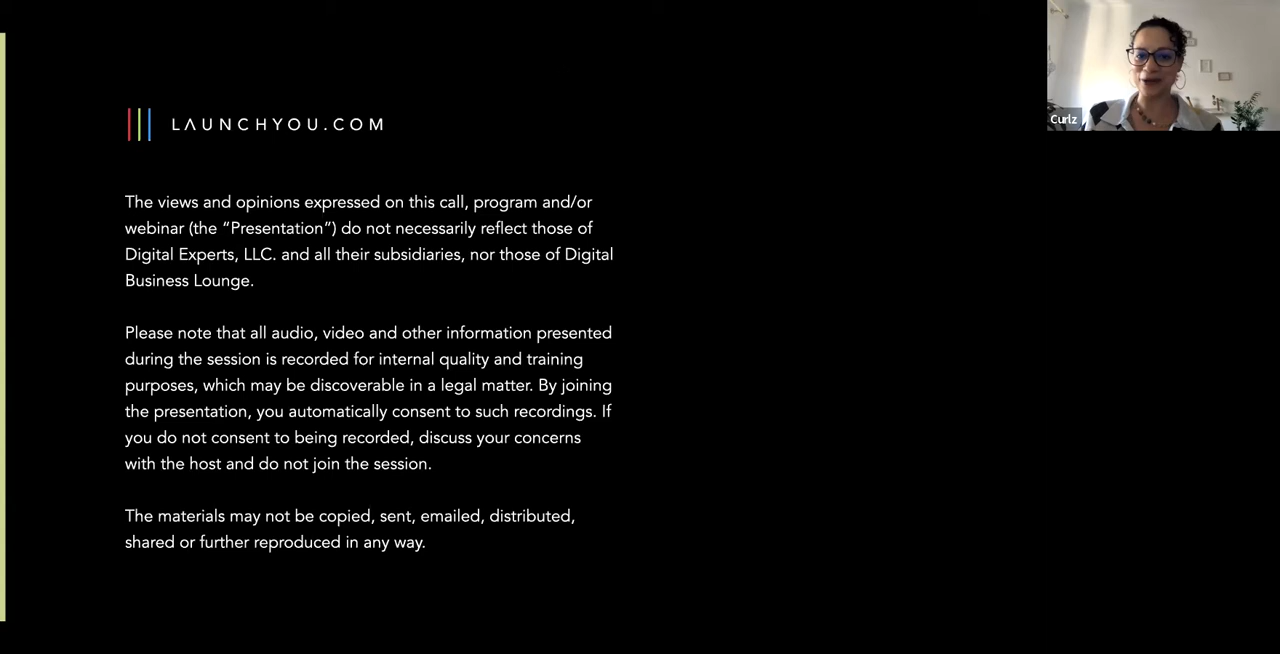 LAUNCHYOU.COM
Curlz
The views and opinions expressed on this call, program and/or
webinar (the “Presentation”) do not necessarily reflect those of
Digital Experts, LLC. and all their subsidiaries, nor those of Digital
Business Lounge.
Please note that all audio, video and other information presented
during the session is recorded for internal quality and training
purposes, which may be discoverable in a legal matter. By joining
the presentation, you automatically consent to such recordings. If
you do not consent to being recorded, discuss your concerns
with the host and do not join the session.
The materials may not be copied, sent, emailed, distributed,
shared or further reproduced in any way.